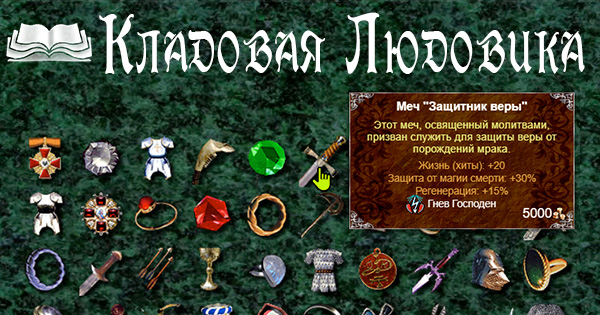 Кладовая Людовика
Меч "Защитник веры"
Этот меч, освященный молитвами,
призван служить для защиты веры от
порождений мрака.
Жизнь (хиты): +20
Защита от магии смерти: +30%
Регенерация: +15%
Гнев Господен
5000